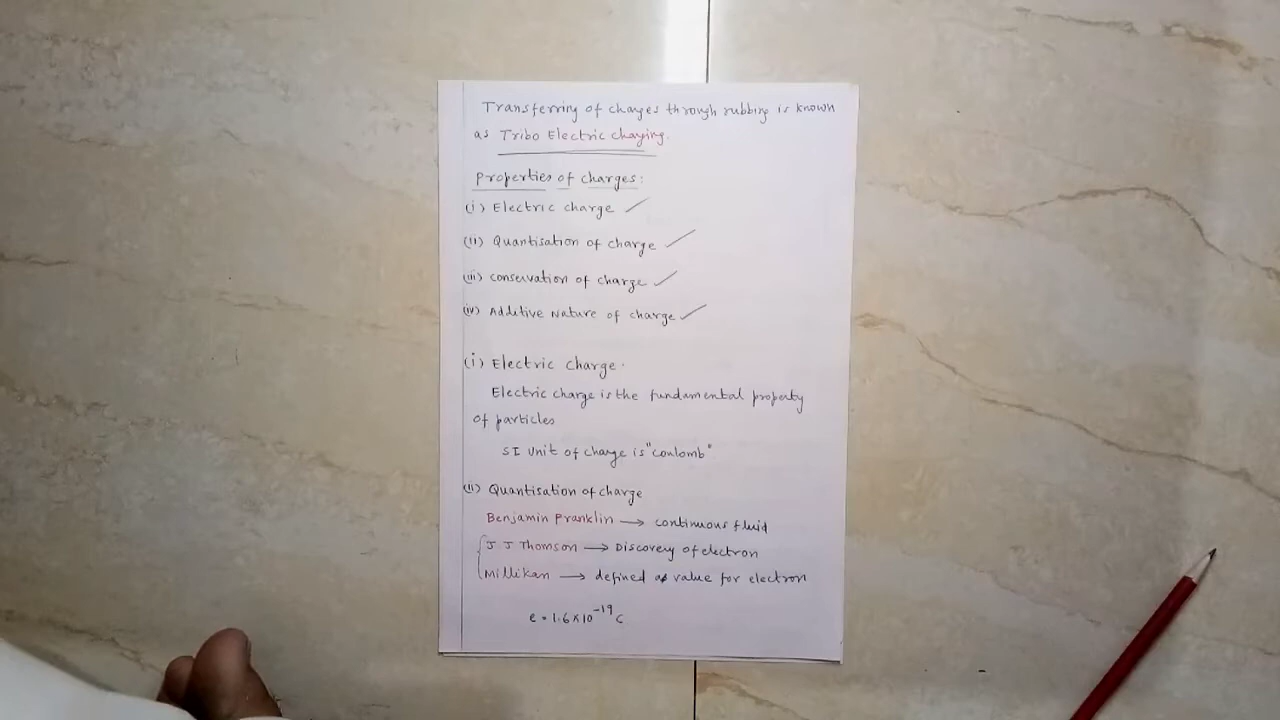 Transferring of charges through rubbing is known
as Tribo Electric charging.
Properties of charges:
(i) Electric charge ✓
(ii) Quantisation of charge ✓
(iii) conservation of charge ✓
(iv) Additive Nature of charge ✓
(i) Electric charge.
Electric charge is the fundamental property
of particles
SI Unit of charge is "conlomb"
(ii) Quantisation of charge
Benjamin Franklin → continuous fluid
J J Thomson → Discovery of electron
Millikan → defined value for electron
e = 1.6×10⁻¹⁹ C